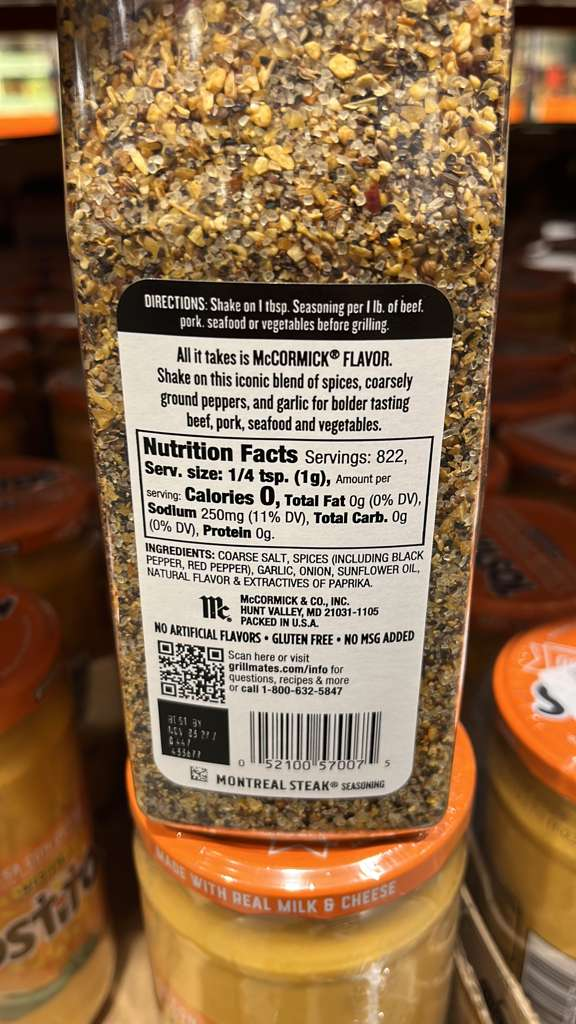 DIRECTIONS: Shake on 1 tbsp. Seasoning per 1 lb. of beef.
pork. seafood or vegetables before grilling.
All it takes is McCORMICK® FLAVOR.
Shake on this iconic blend of spices, coarsely
ground peppers, and garlic for bolder tasting
beef, pork, seafood and vegetables.
Nutrition Facts Servings: 822,
Serv. size: 1/4 tsp. (1g), Amount per
serving: Calories 0, Total Fat 0g (0% DV),
Sodium 250mg (11% DV), Total Carb. 0g
(0% DV), Protein 0g.
INGREDIENTS: COARSE SALT, SPICES (INCLUDING BLACK
PEPPER, RED PEPPER), GARLIC, ONION, SUNFLOWER OIL,
NATURAL FLAVOR & EXTRACTIVES OF PAPRIKA.
Mc® McCORMICK & CO., INC.
HUNT VALLEY, MD 21031-1105
PACKED IN U.S.A.
NO ARTIFICIAL FLAVORS • GLUTEN FREE • NO MSG ADDED
Scan here or visit
grillmates.com/info for
questions, recipes & more
or call 1-800-632-5847
BEST BY
0 52100 57007 5
MONTREAL STEAK® SEASONING
MADE WITH REAL MILK & CHEESE